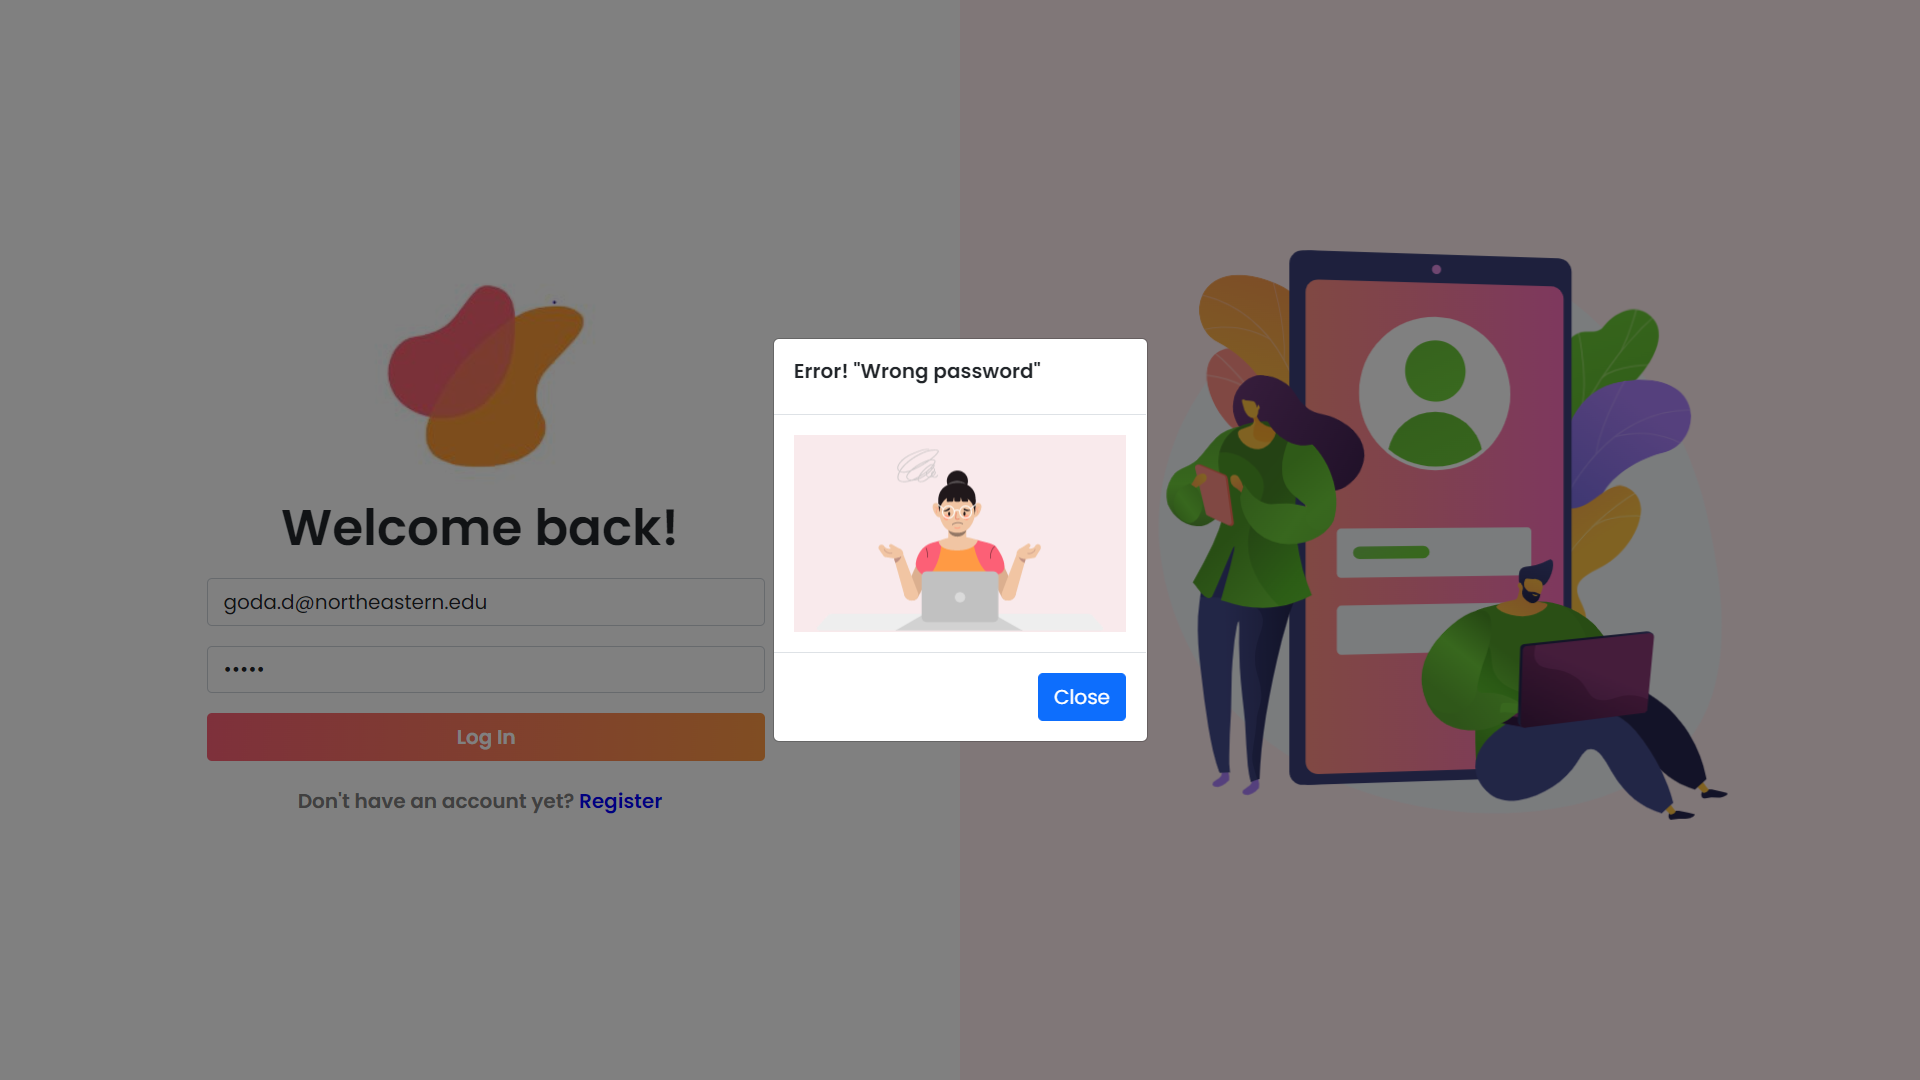 Welcome back!
goda.d@northeastern.edu
•••••
Log In
Don't have an account yet? Register
Error! "Wrong password"
Close